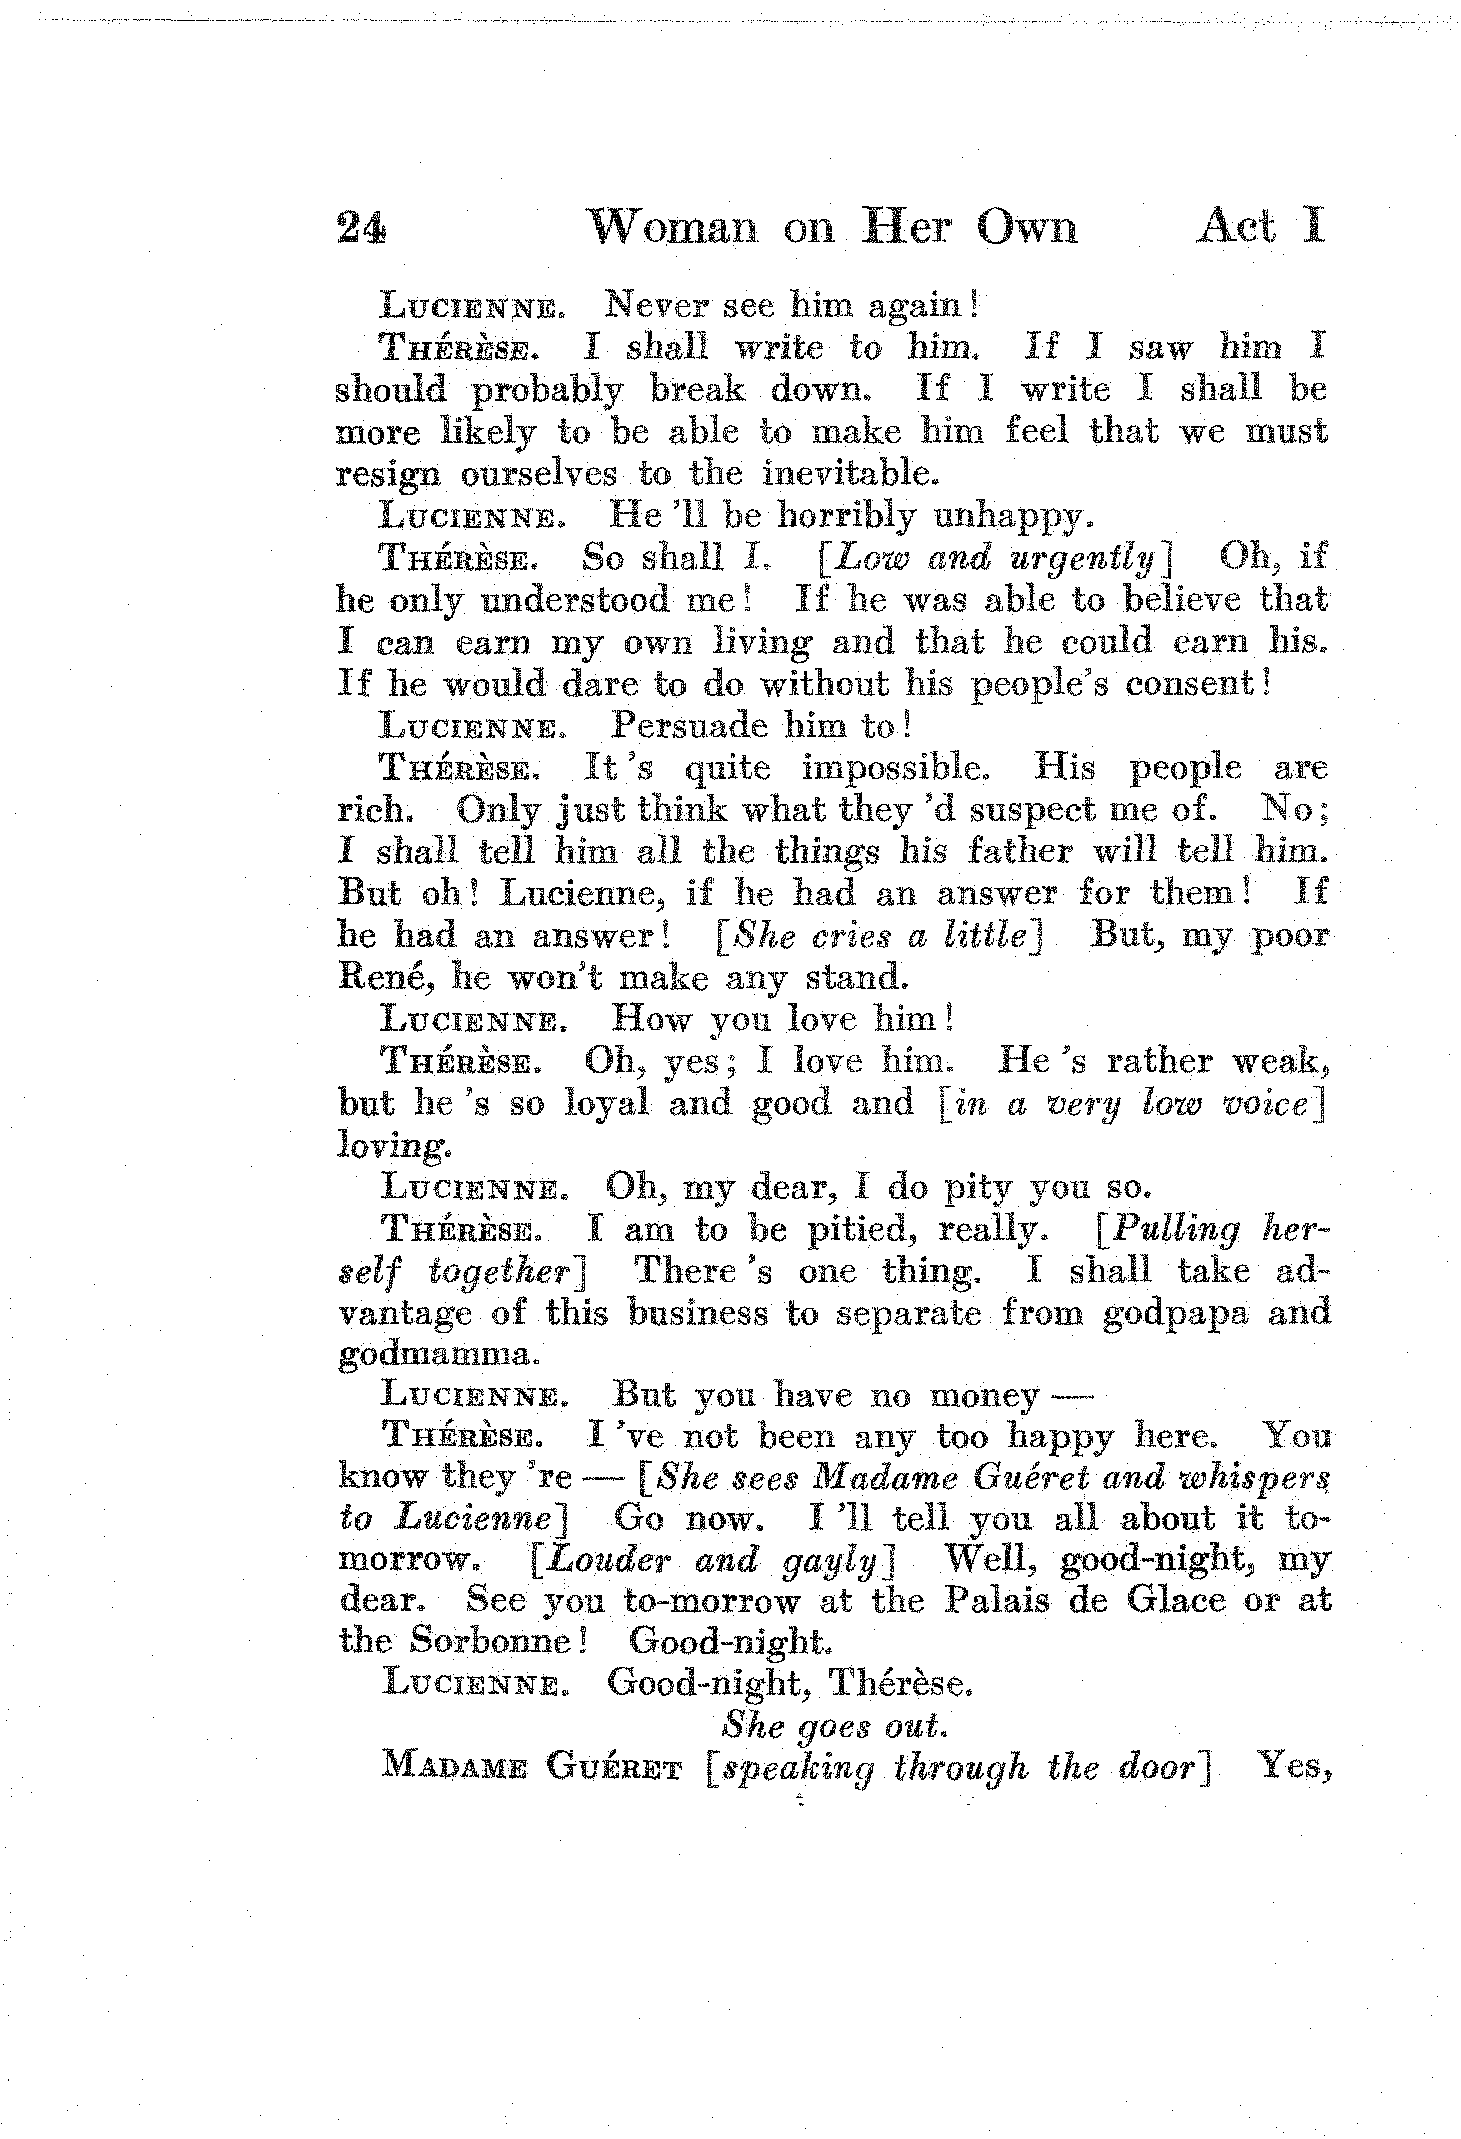 24 Woman on Her Own Act I
LUCIENNE. Never see him again!
THÉRÈSE. I shall write to him. If I saw him I
should probably break down. If I write I shall be
more likely to be able to make him feel that we must
resign ourselves to the inevitable.
LUCIENNE. He 'll be horribly unhappy.
THÉRÈSE. So shall I. [Low and urgently] Oh, if
he only understood me! If he was able to believe that
I can earn my own living and that he could earn his.
If he would dare to do without his people's consent!
LUCIENNE. Persuade him to!
THÉRÈSE. It 's quite impossible. His people are
rich. Only just think what they 'd suspect me of. No;
I shall tell him all the things his father will tell him.
But oh! Lucienne, if he had an answer for them! If
he had an answer! [She cries a little] But, my poor
René, he won't make any stand.
LUCIENNE. How you love him!
THÉRÈSE. Oh, yes; I love him. He 's rather weak,
but he 's so loyal and good and [in a very low voice]
loving.
LUCIENNE. Oh, my dear, I do pity you so.
THÉRÈSE. I am to be pitied, really. [Pulling her-
self together] There 's one thing. I shall take ad-
vantage of this business to separate from godpapa and
godmamma.
LUCIENNE. But you have no money —
THÉRÈSE. I 've not been any too happy here. You
know they 're — [She sees Madame Guéret and whispers
to Lucienne] Go now. I 'll tell you all about it to-
morrow. [Louder and gayly] Well, good-night, my
dear. See you to-morrow at the Palais de Glace or at
the Sorbonne! Good-night.
LUCIENNE. Good-night, Thérèse.
She goes out.
MADAME GUÉRET [speaking through the door] Yes,